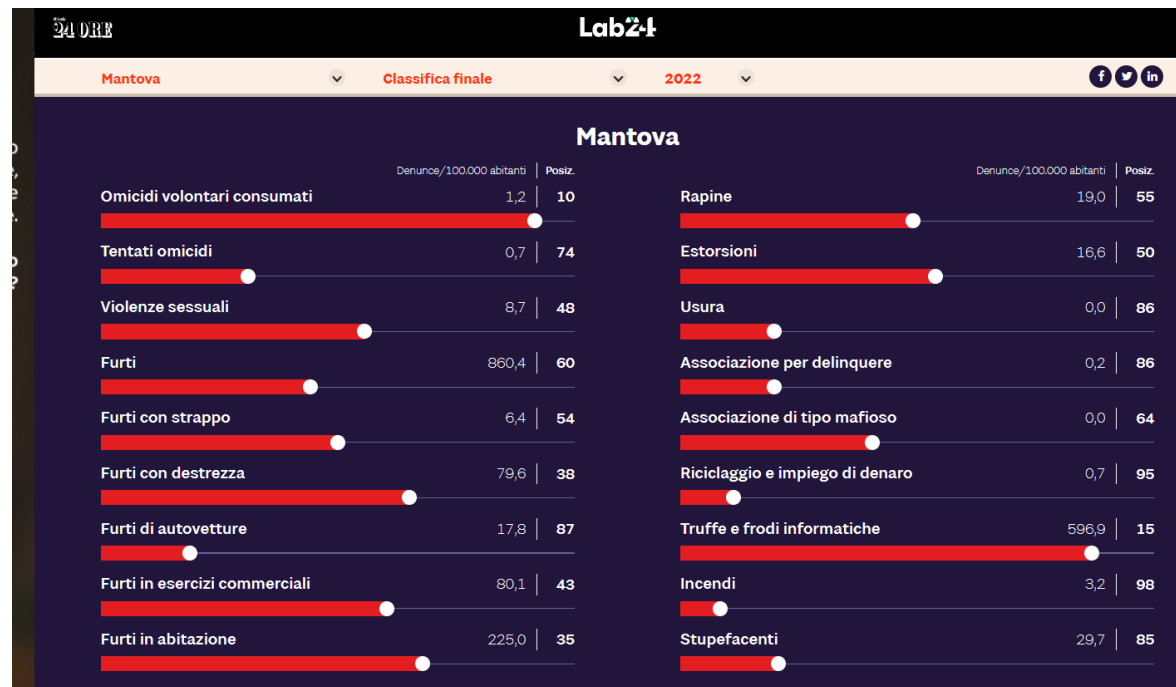 il Sole
24 ORE
Lab24
Mantova
Classifica finale
2022
Mantova
Denunce/100.000 abitanti | Posiz.
Omicidi volontari consumati 1,2 | 10
Tentati omicidi 0,7 | 74
Violenze sessuali 8,7 | 48
Furti 860,4 | 60
Furti con strappo 6,4 | 54
Furti con destrezza 79,6 | 38
Furti di autovetture 17,8 | 87
Furti in esercizi commerciali 80,1 | 43
Furti in abitazione 225,0 | 35
Denunce/100.000 abitanti | Posiz.
Rapine 19,0 | 55
Estorsioni 16,6 | 50
Usura 0,0 | 86
Associazione per delinquere 0,2 | 86
Associazione di tipo mafioso 0,0 | 64
Riciclaggio e impiego di denaro 0,7 | 95
Truffe e frodi informatiche 596,9 | 15
Incendi 3,2 | 98
Stupefacenti 29,7 | 85